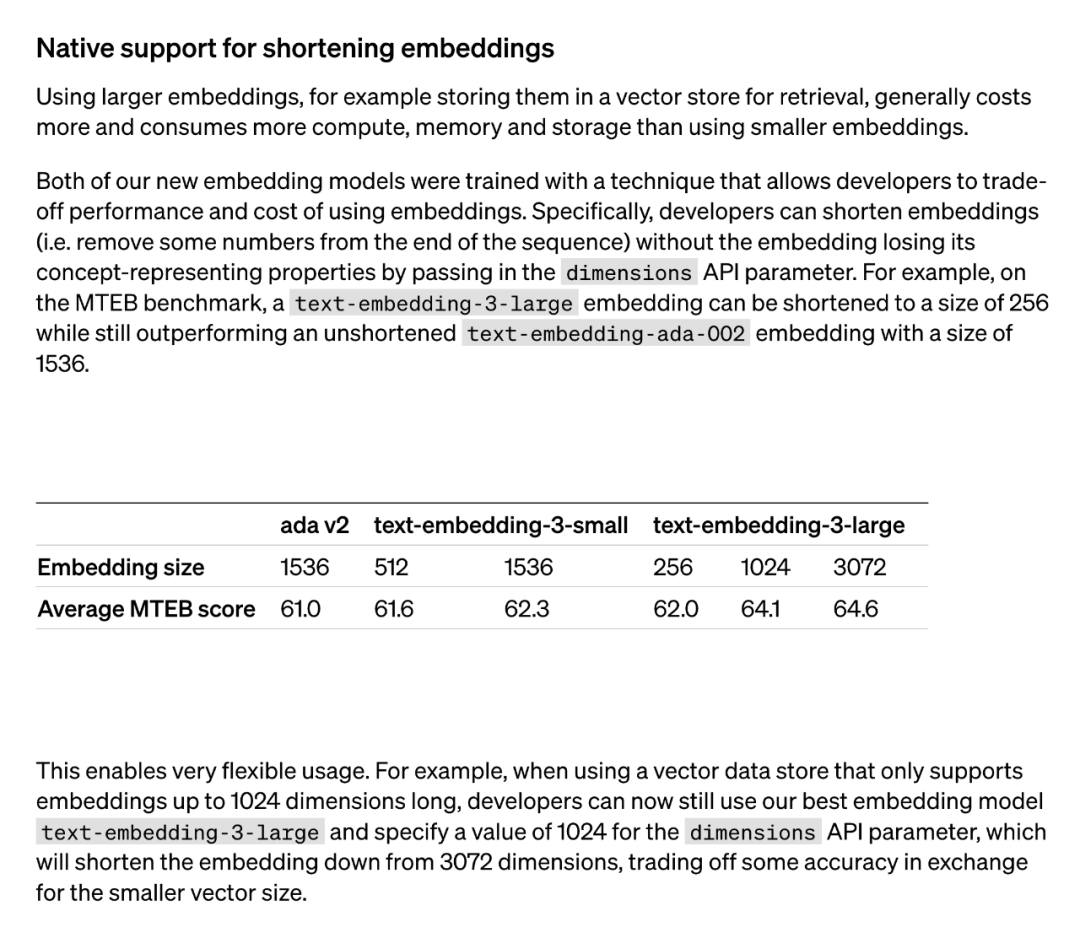 Native support for shortening embeddings
Using larger embeddings, for example storing them in a vector store for retrieval, generally costs
more and consumes more compute, memory and storage than using smaller embeddings.
Both of our new embedding models were trained with a technique that allows developers to trade-
off performance and cost of using embeddings. Specifically, developers can shorten embeddings
(i.e. remove some numbers from the end of the sequence) without the embedding losing its
concept-representing properties by passing in the dimensions API parameter. For example, on
the MTEB benchmark, a text-embedding-3-large embedding can be shortened to a size of 256
while still outperforming an unshortened text-embedding-ada-002 embedding with a size of
1536.
ada v2 text-embedding-3-small text-embedding-3-large
Embedding size 1536 512 1536 256 1024 3072
Average MTEB score 61.0 61.6 62.3 62.0 64.1 64.6
This enables very flexible usage. For example, when using a vector data store that only supports
embeddings up to 1024 dimensions long, developers can now still use our best embedding model
text-embedding-3-large and specify a value of 1024 for the dimensions API parameter, which
will shorten the embedding down from 3072 dimensions, trading off some accuracy in exchange
for the smaller vector size.